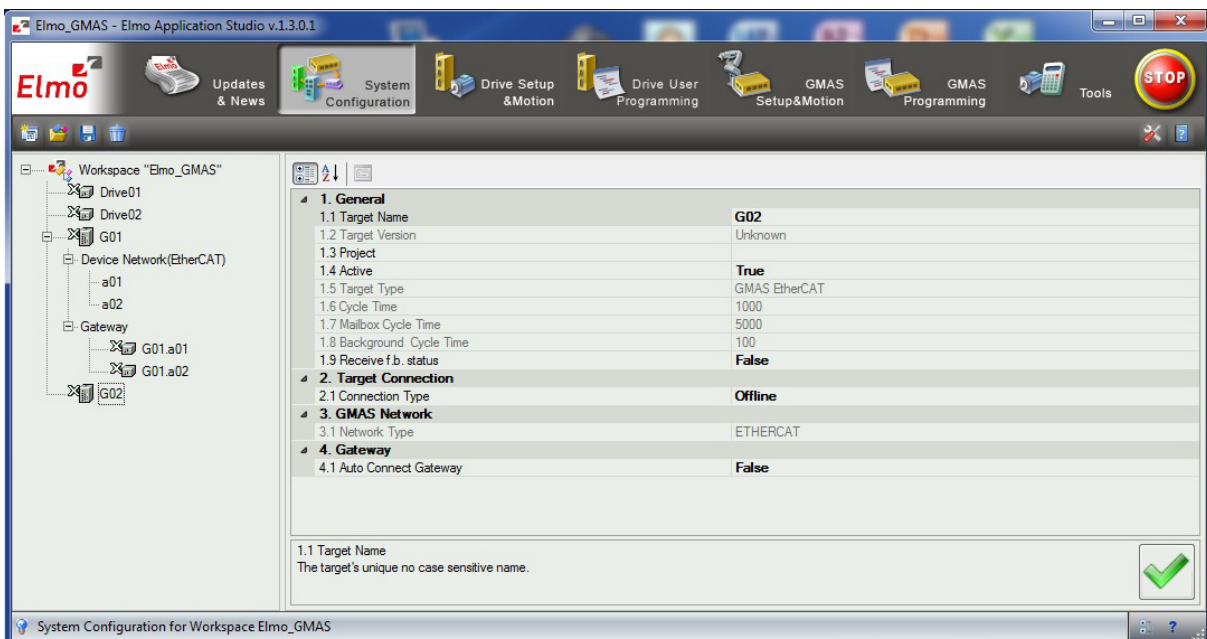 Elmo_GMAS - Elmo Application Studio v.1.3.0.1
Elmo
Updates
& News
System
Configuration
Drive Setup
&Motion
Drive User
Programming
GMAS
Setup&Motion
GMAS
Programming
Tools
STOP
Workspace "Elmo_GMAS"
Drive01
Drive02
G01
Device Network(EtherCAT)
a01
a02
Gateway
G01.a01
G01.a02
G02
1. General
1.1 Target Name G02
1.2 Target Version Unknown
1.3 Project
1.4 Active True
1.5 Target Type GMAS EtherCAT
1.6 Cycle Time 1000
1.7 Mailbox Cycle Time 5000
1.8 Background Cycle Time 100
1.9 Receive f.b. status False
2. Target Connection
2.1 Connection Type Offline
3. GMAS Network
3.1 Network Type ETHERCAT
4. Gateway
4.1 Auto Connect Gateway False
1.1 Target Name
The target's unique no case sensitive name.
System Configuration for Workspace Elmo_GMAS